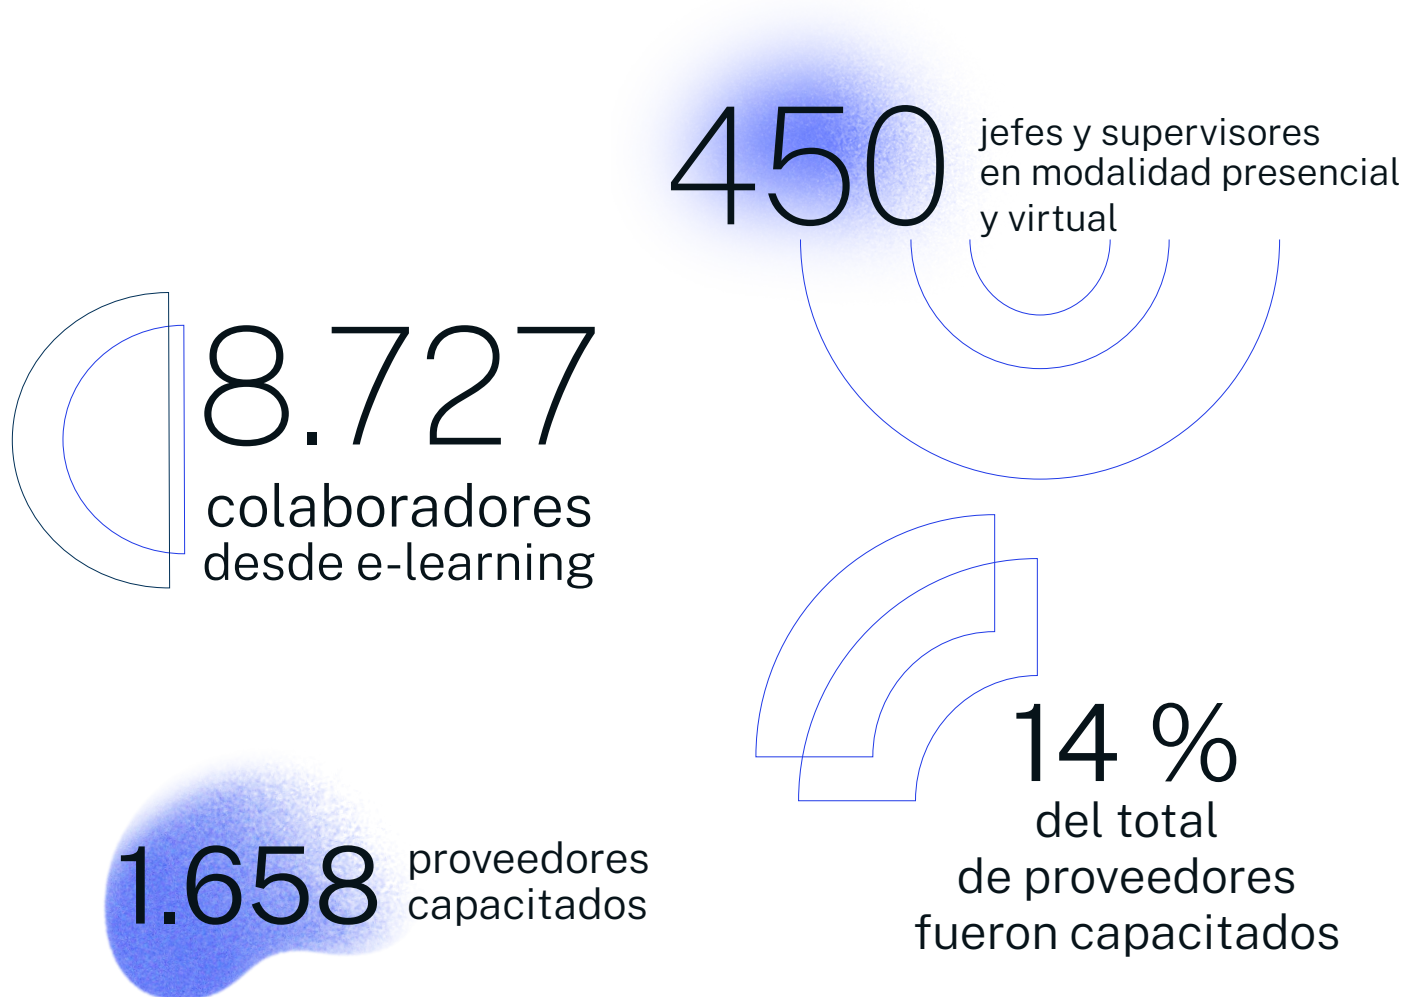 450
jefes y supervisores
en modalidad presencial
y virtual
8.727
colaboradores
desde e-learning
14 %
del total
de proveedores
fueron capacitados
1.658
proveedores
capacitados